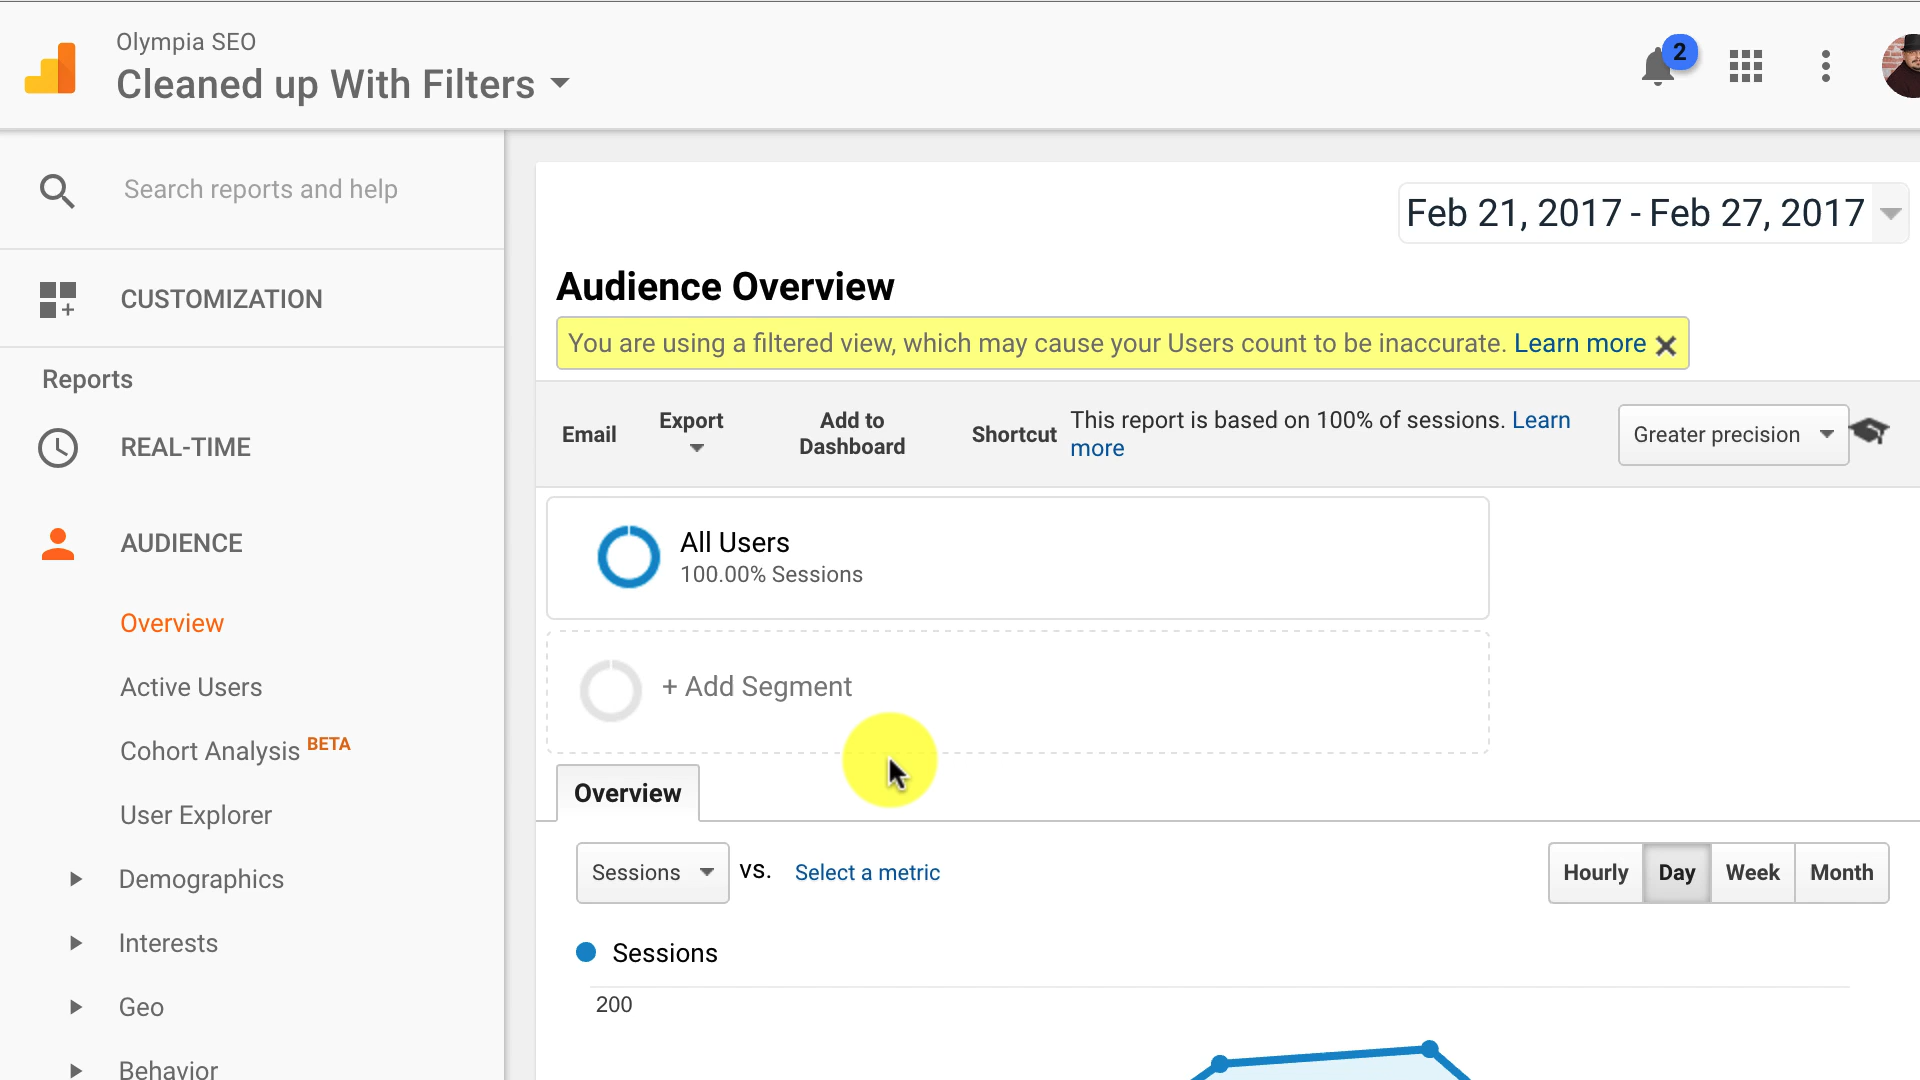 Olympia SEO
Cleaned up With Filters
2
Search reports and help
CUSTOMIZATION
Reports
REAL-TIME
AUDIENCE
Overview
Active Users
Cohort Analysis BETA
User Explorer
Demographics
Interests
Geo
Behavior
Feb 21, 2017 - Feb 27, 2017
Audience Overview
You are using a filtered view, which may cause your Users count to be inaccurate. Learn more
Email
Export
Add to
Dashboard
Shortcut
This report is based on 100% of sessions. Learn
more
Greater precision
All Users
100.00% Sessions
+ Add Segment
Overview
Sessions
VS.
Select a metric
Hourly
Day
Week
Month
Sessions
200